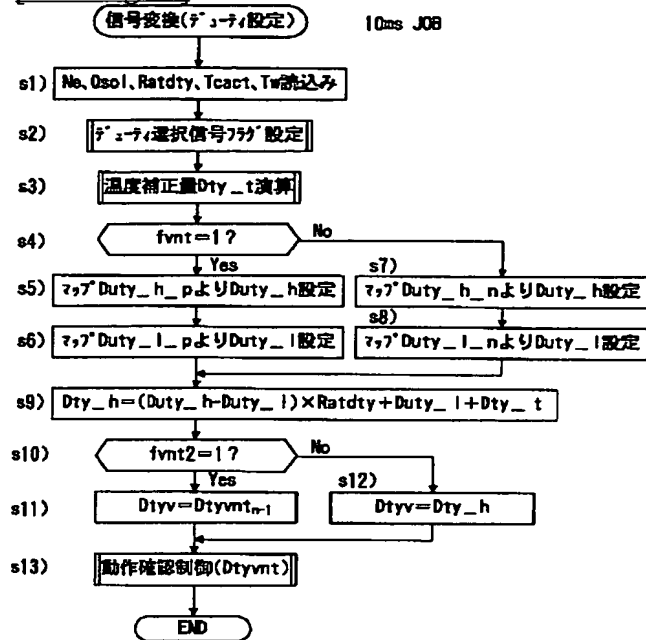 信号変換(デューティ設定)
10ms JOB
s1) Ne、Qsol、Ratdty、Tcact、Tw読込み
s2) デューティ選択信号フラグ設定
s3) 温度補正量Dty_t演算
s4) fvnt=1?
No
Yes
s5) マップDuty_h_pよりDuty_h設定
s7) マップDuty_h_nよりDuty_h設定
s6) マップDuty_l_pよりDuty_l設定
s8) マップDuty_l_nよりDuty_l設定
s9) Dty_h=(Duty_h-Duty_l)×Ratdty+Duty_l+Dty_t
s10) fvnt2=1?
No
Yes
s11) Dtyv=Dtyvntn-1
s12) Dtyv=Dty_h
s13) 動作確認制御(Dtyvnt)
END